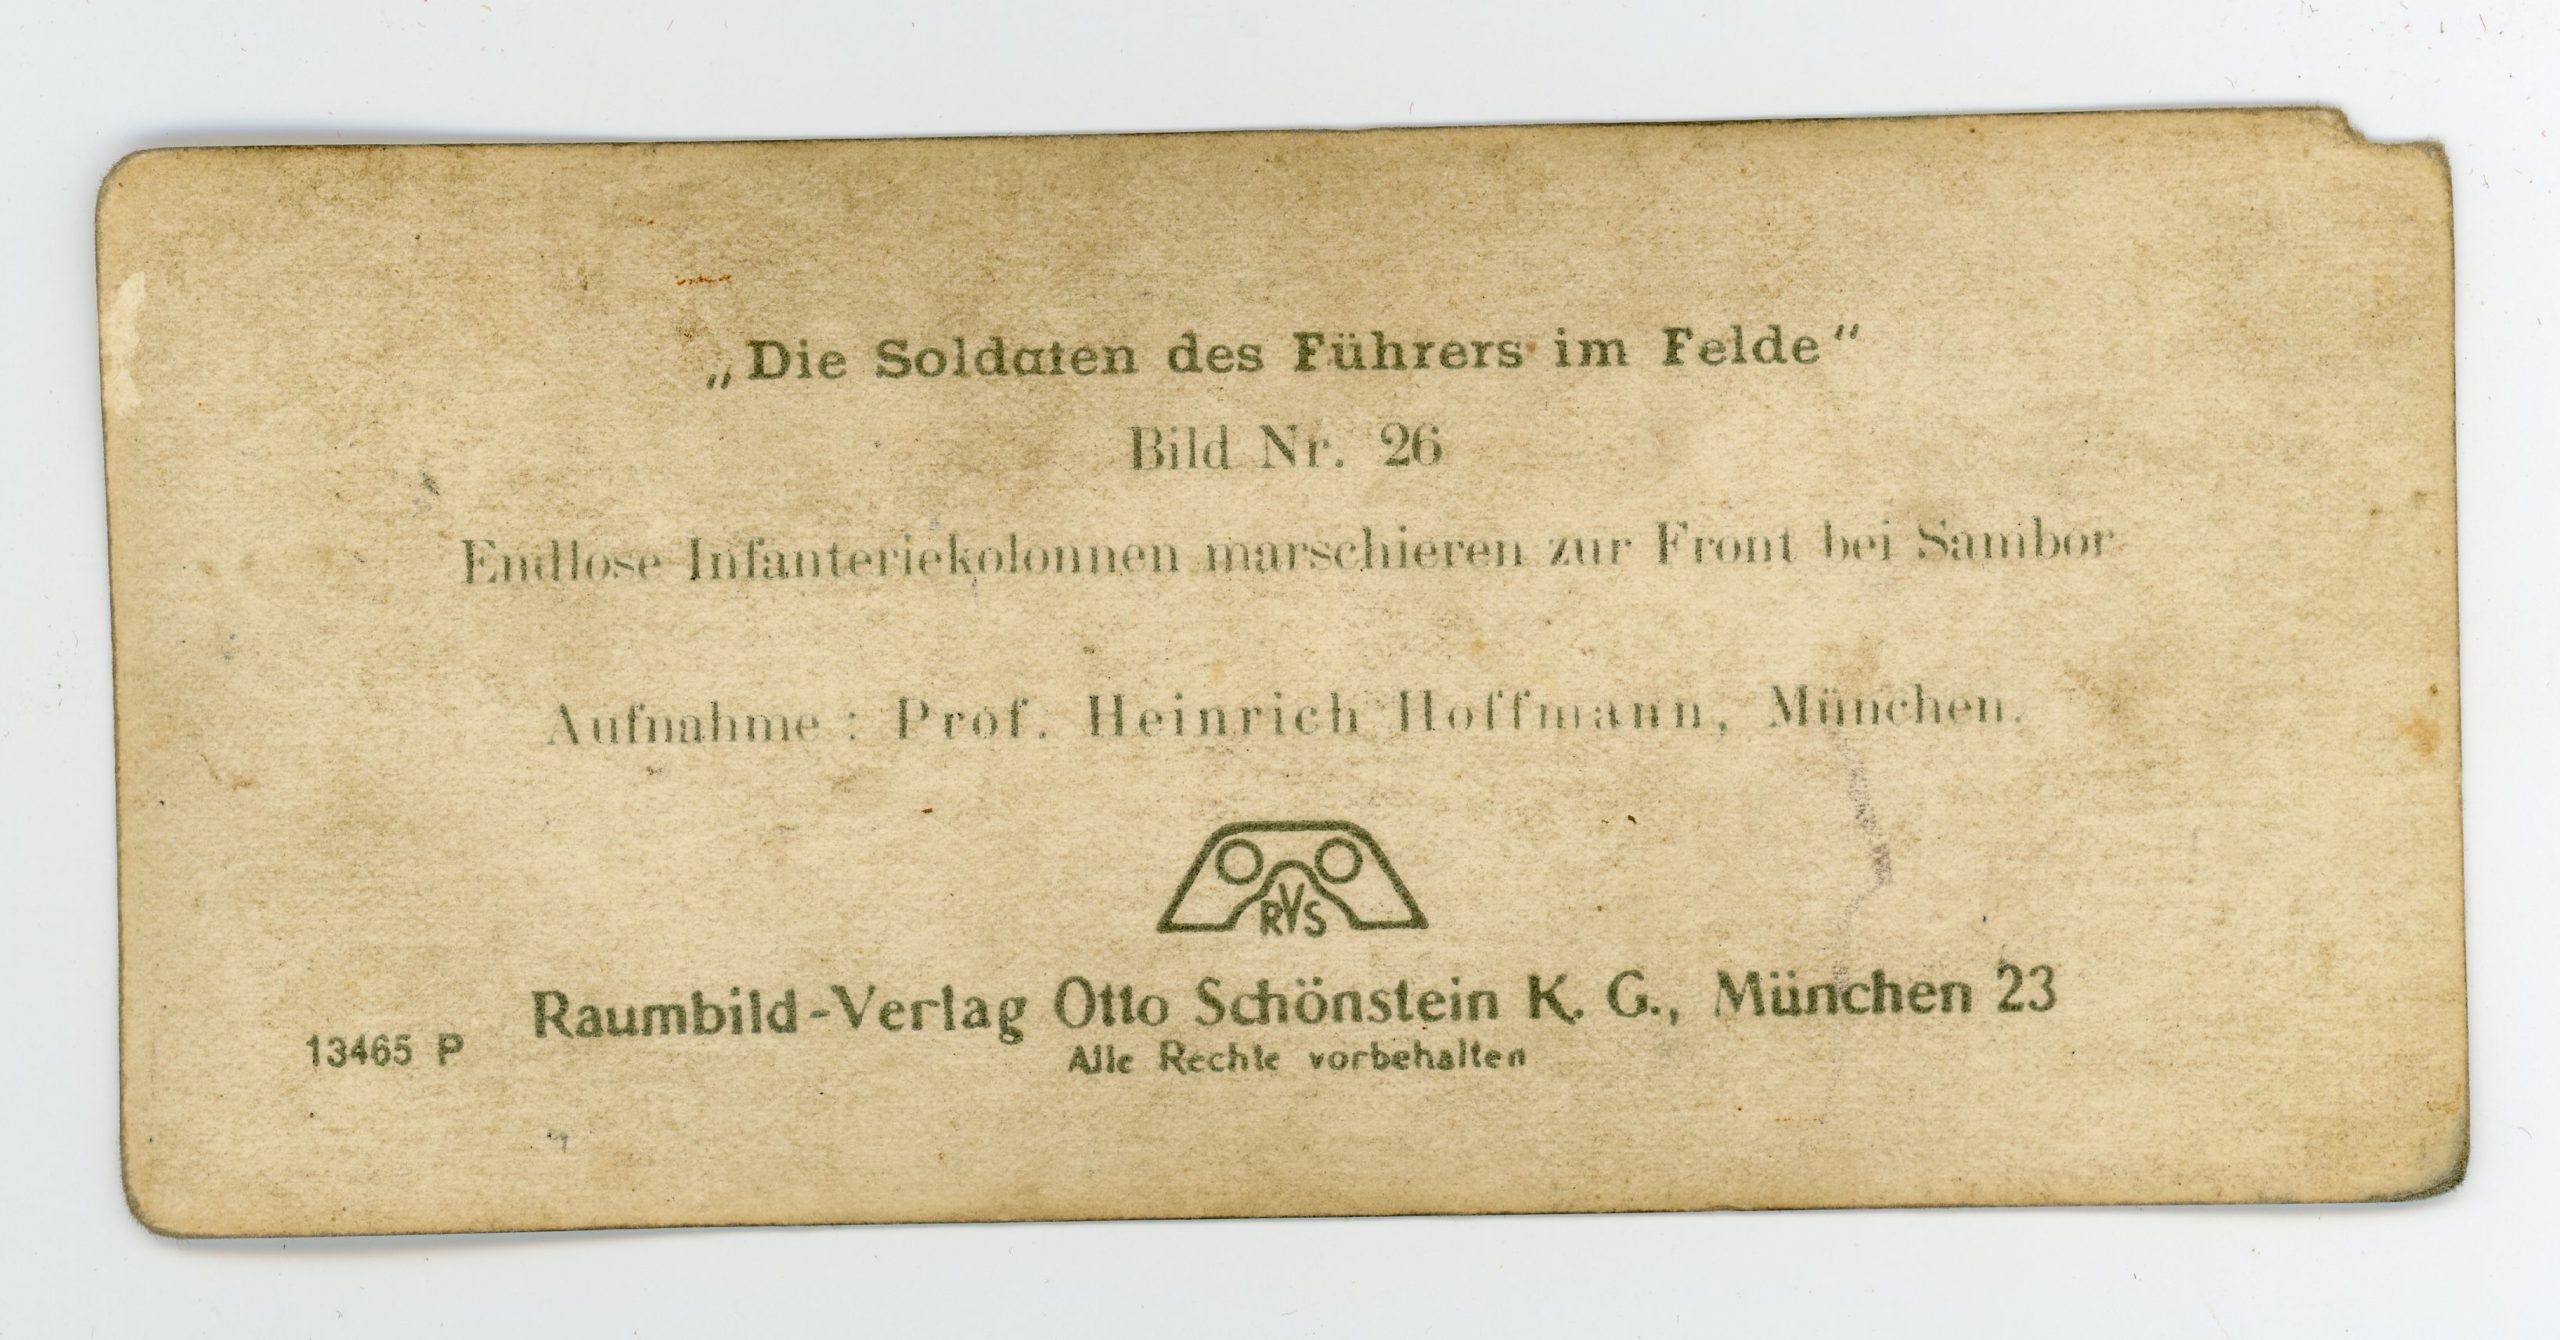 „Die Soldaten des Führers im Felde“
Bild Nr. 26
Endlose Infanteriekolonnen marschieren zur Front bei Sambor
Aufnahme: Prof. Heinrich Hoffmann, München.
RVS
Raumbild-Verlag Otto Schönstein K. G., München 23
13465 P
Alle Rechte vorbehalten